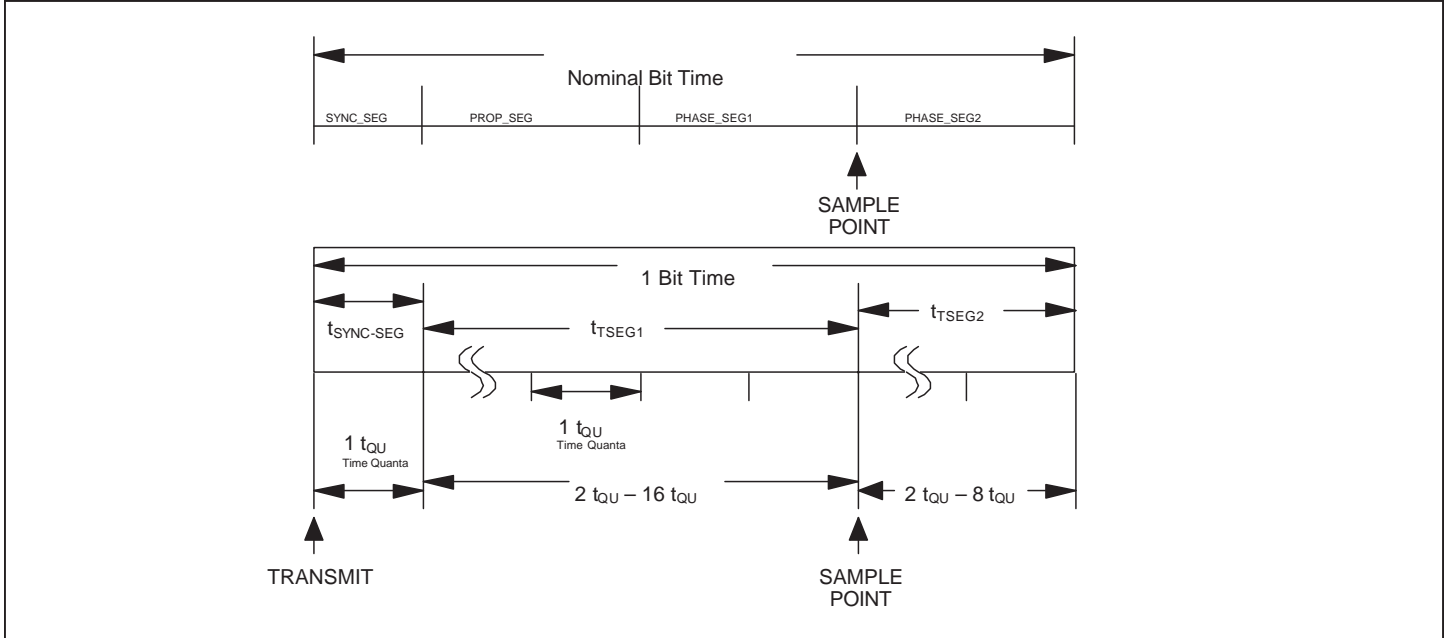 Nominal Bit Time
SYNC_SEG PROP_SEG PHASE_SEG1 PHASE_SEG2
SAMPLE
POINT
1 Bit Time
tSYNC-SEG tTSEG1 tTSEG2
1 tQU
Time Quanta
1 tQU
Time Quanta
2 tQU – 16 tQU 2 tQU – 8 tQU
TRANSMIT
SAMPLE
POINT